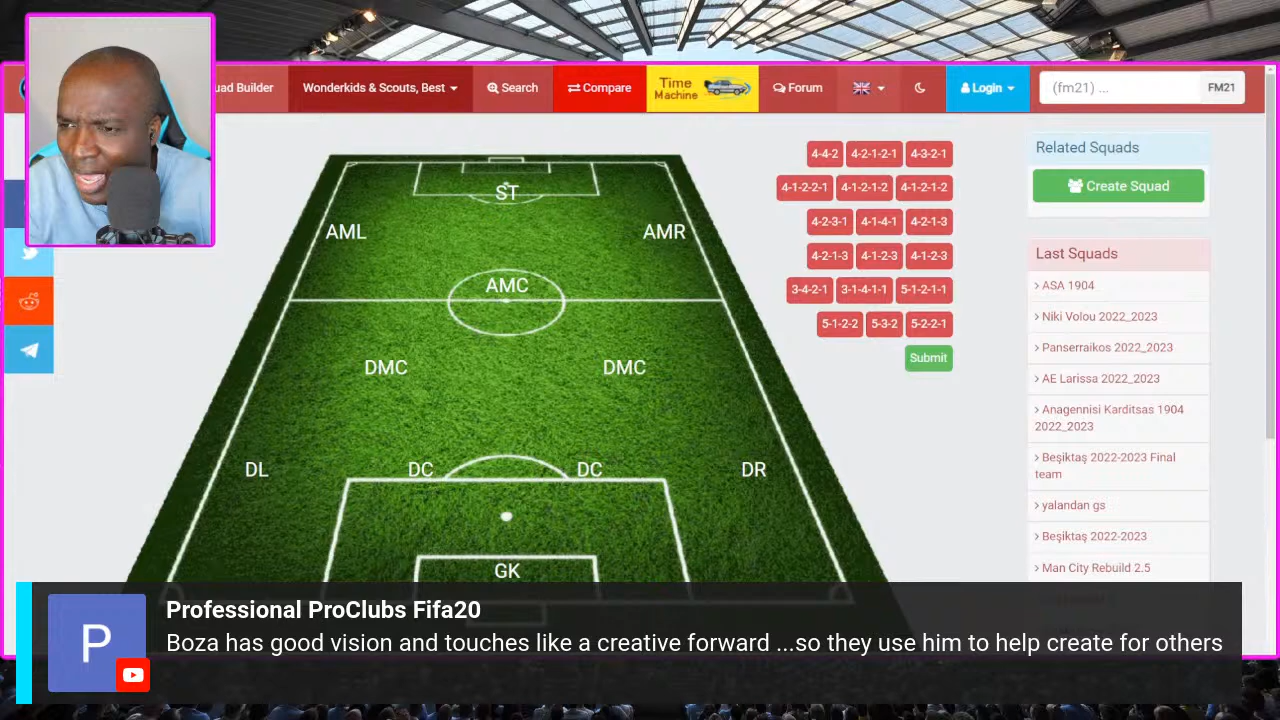 uad Builder
Wonderkids & Scouts, Best
Search
Compare
Time
Machine
Forum
Login
(fm21) ...
FM21
ST
AML
AMR
AMC
DMC
DMC
DL
DC
DC
DR
GK
4-4-2 4-2-1-2-1 4-3-2-1
4-1-2-2-1 4-1-2-1-2 4-1-2-1-2
4-2-3-1 4-1-4-1 4-2-1-3
4-2-1-3 4-1-2-3 4-1-2-3
3-4-2-1 3-1-4-1-1 5-1-2-1-1
5-1-2-2 5-3-2 5-2-2-1
Submit
Related Squads
Create Squad
Last Squads
ASA 1904
Niki Volou 2022_2023
Panserraikos 2022_2023
AE Larissa 2022_2023
Anagennisi Karditsas 1904
2022_2023
Beşiktaş 2022-2023 Final
team
yalandan gs
Beşiktaş 2022-2023
Man City Rebuild 2.5
P
Professional ProClubs Fifa20
Boza has good vision and touches like a creative forward ...so they use him to help create for others